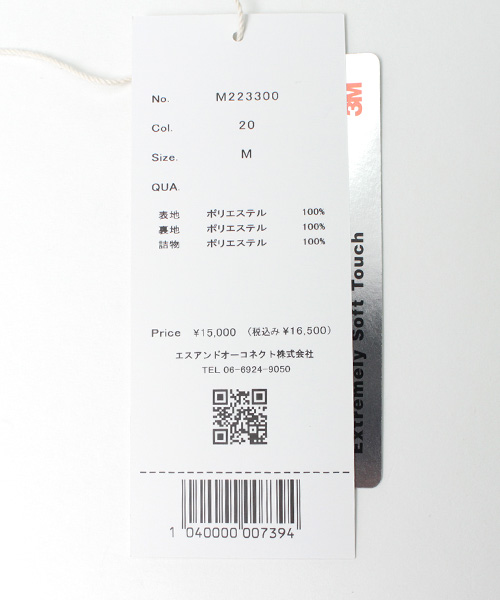 No. M223300
Col. 20
Size. M
QUA.
表地 ポリエステル 100%
裏地 ポリエステル 100%
詰物 ポリエステル 100%
Price ¥15,000 (税込み ¥16,500)
エスアンドオーコネクト株式会社
TEL 06-6924-9050
1 040000 007394
3M
Extremely Soft Touch